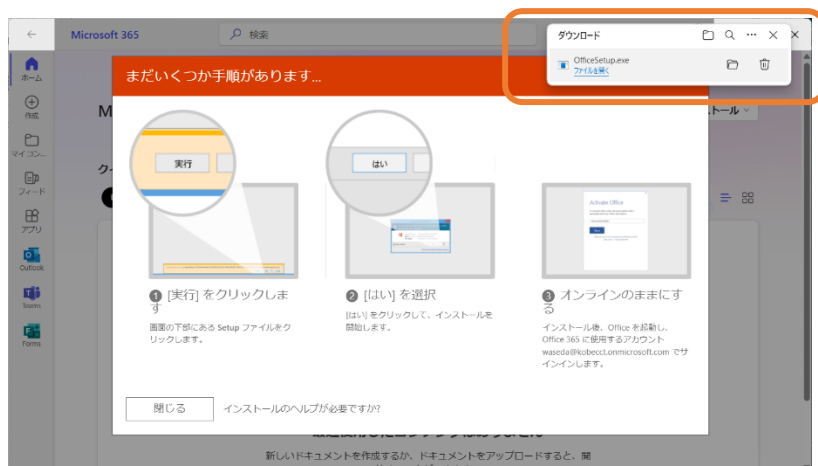 Microsoft 365
検索
ダウンロード
OfficeSetup.exe
ファイルを開く
ホーム
作成
マイ コン...
フィード
アプリ
Outlook
Teams
Forms
M
ク
ストール
まだいくつか手順があります...
実行
はい
Activate Office
1 [実行] をクリックしま
す
画面の下部にある Setup ファイルをク
リックします。
2 [はい] を選択
[はい] をクリックして、インストールを
開始します。
3 オンラインのままにす
る
インストール後、Office を起動し、
Office 365 に使用するアカウント
waseda@kobecct.onmicrosoft.com でサ
インインします。
閉じる
インストールのヘルプが必要ですか?
新しいドキュメントを作成するか、ドキュメントをアップロードすると、開